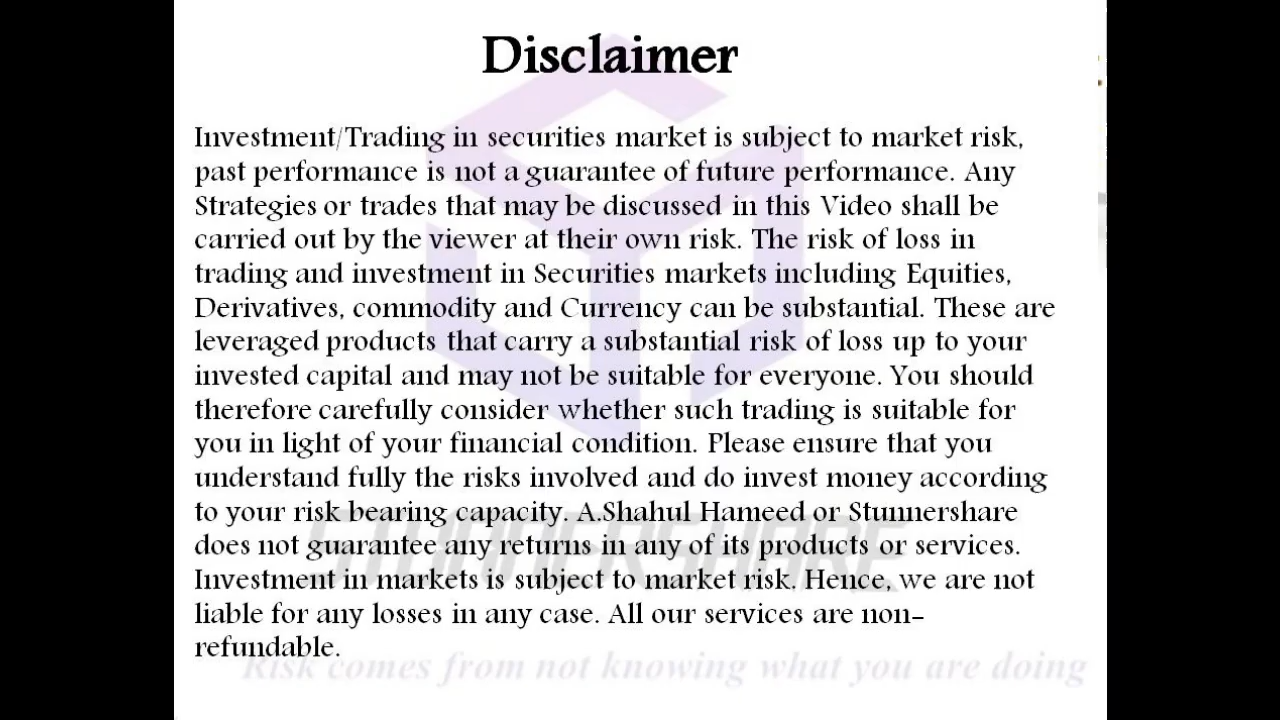 Disclaimer
Investment/Trading in securities market is subject to market risk,
past performance is not a guarantee of future performance. Any
Strategies or trades that may be discussed in this Video shall be
carried out by the viewer at their own risk. The risk of loss in
trading and investment in Securities markets including Equities,
Derivatives, commodity and Currency can be substantial. These are
leveraged products that carry a substantial risk of loss up to your
invested capital and may not be suitable for everyone. You should
therefore carefully consider whether such trading is suitable for
you in light of your financial condition. Please ensure that you
understand fully the risks involved and do invest money according
to your risk bearing capacity. A.Shahul Hameed or Stunnershare
does not guarantee any returns in any of its products or services.
Investment in markets is subject to market risk. Hence, we are not
liable for any losses in any case. All our services are non-
refundable.
STUNNERSHARE
Risk comes from not knowing what you are doing